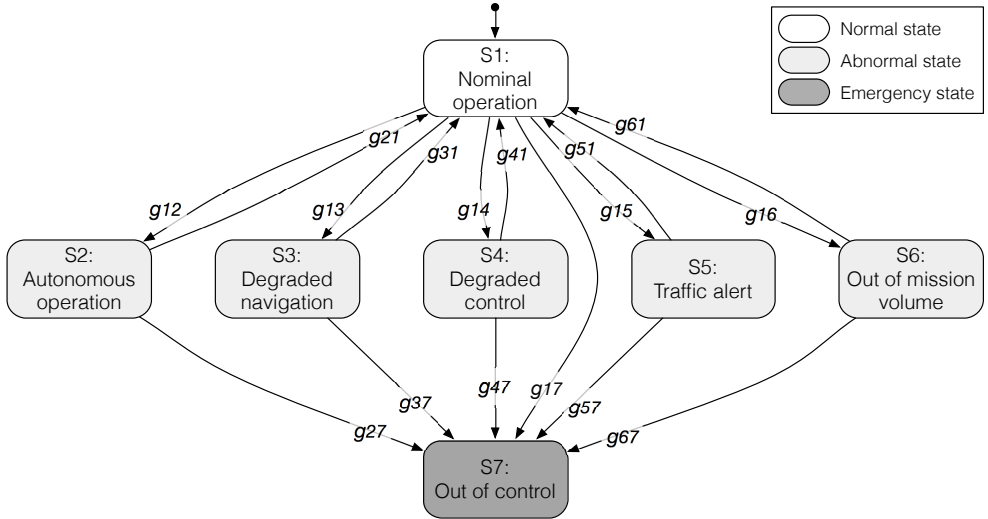 S1:
Nominal
operation
Normal state
Abnormal state
Emergency state
g21
g31
g41
g51
g61
g12
g13
g14
g15
g16
S2:
Autonomous
operation
S3:
Degraded
navigation
S4:
Degraded
control
S5:
Traffic alert
S6:
Out of mission
volume
g27
g37
g47
g17
g57
g67
S7:
Out of control